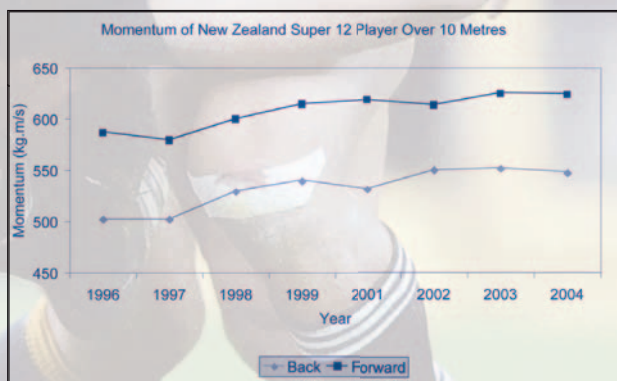 Momentum of New Zealand Super 12 Player Over 10 Metres
650
600
550
500
450
Momentum (kg.m/s)
1996 1997 1998 1999 2001 2002 2003 2004
Year
Back Forward